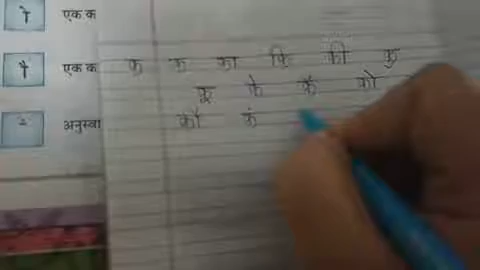 एक क
एक क
अनुस्वा
क क का कि की कु
कू के कै को
कौ कं